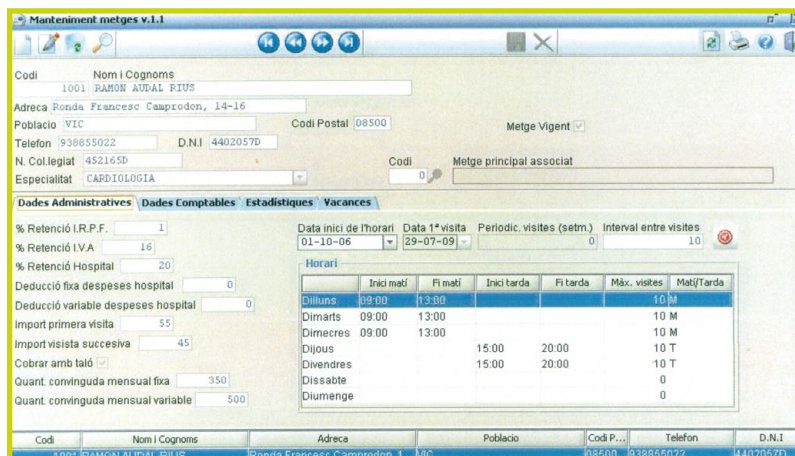 Manteniment metges v.1.1
Codi Nom i Cognoms
1001 RAMON AUDAL RIUS
Adreca Ronda Francesc Camprodon, 14-16
Poblacio VIC Codi Postal 08500 Metge Vigent
Telefon 938855022 D.N.I 4402057D
N. Col.legiat 452165D Codi Metge principal associat
Especialitat CARDIOLOGIA 0
Dades Administratives Dades Comptables Estadístiques Vacances
% Retenció I.R.P.F. 1
% Retenció I.V.A 16
% Retenció Hospital 20
Deducció fixa despeses hospital 0
Deducció variable despeses hospital 0
Import primera visita 55
Import visista succesiva 45
Cobrar amb taló
Quant. convinguda mensual fixa 350
Quant. convinguda mensual variable 500
Data inici de l'horari Data 1ª visita Periodic. visites (setm.) Interval entre visites
01-10-06 29-07-09 0 10
Horari
Inici matí Fi matí Inici tarda Fi tarda Màx. visites Matí/Tarda
Dilluns 09:00 13:00 10 M
Dimarts 09:00 13:00 10 M
Dimecres 09:00 13:00 10 M
Dijous 15:00 20:00 10 T
Divendres 15:00 20:00 10 T
Dissabte 0
Diumenge 0
Codi Nom i Cognoms Adreca Poblacio Codi P... Telefon D.N.I
1001 RAMON AUDAL RIUS Ronda Francesc Camprodon, 1... VIC 08500 938855022 4402057D